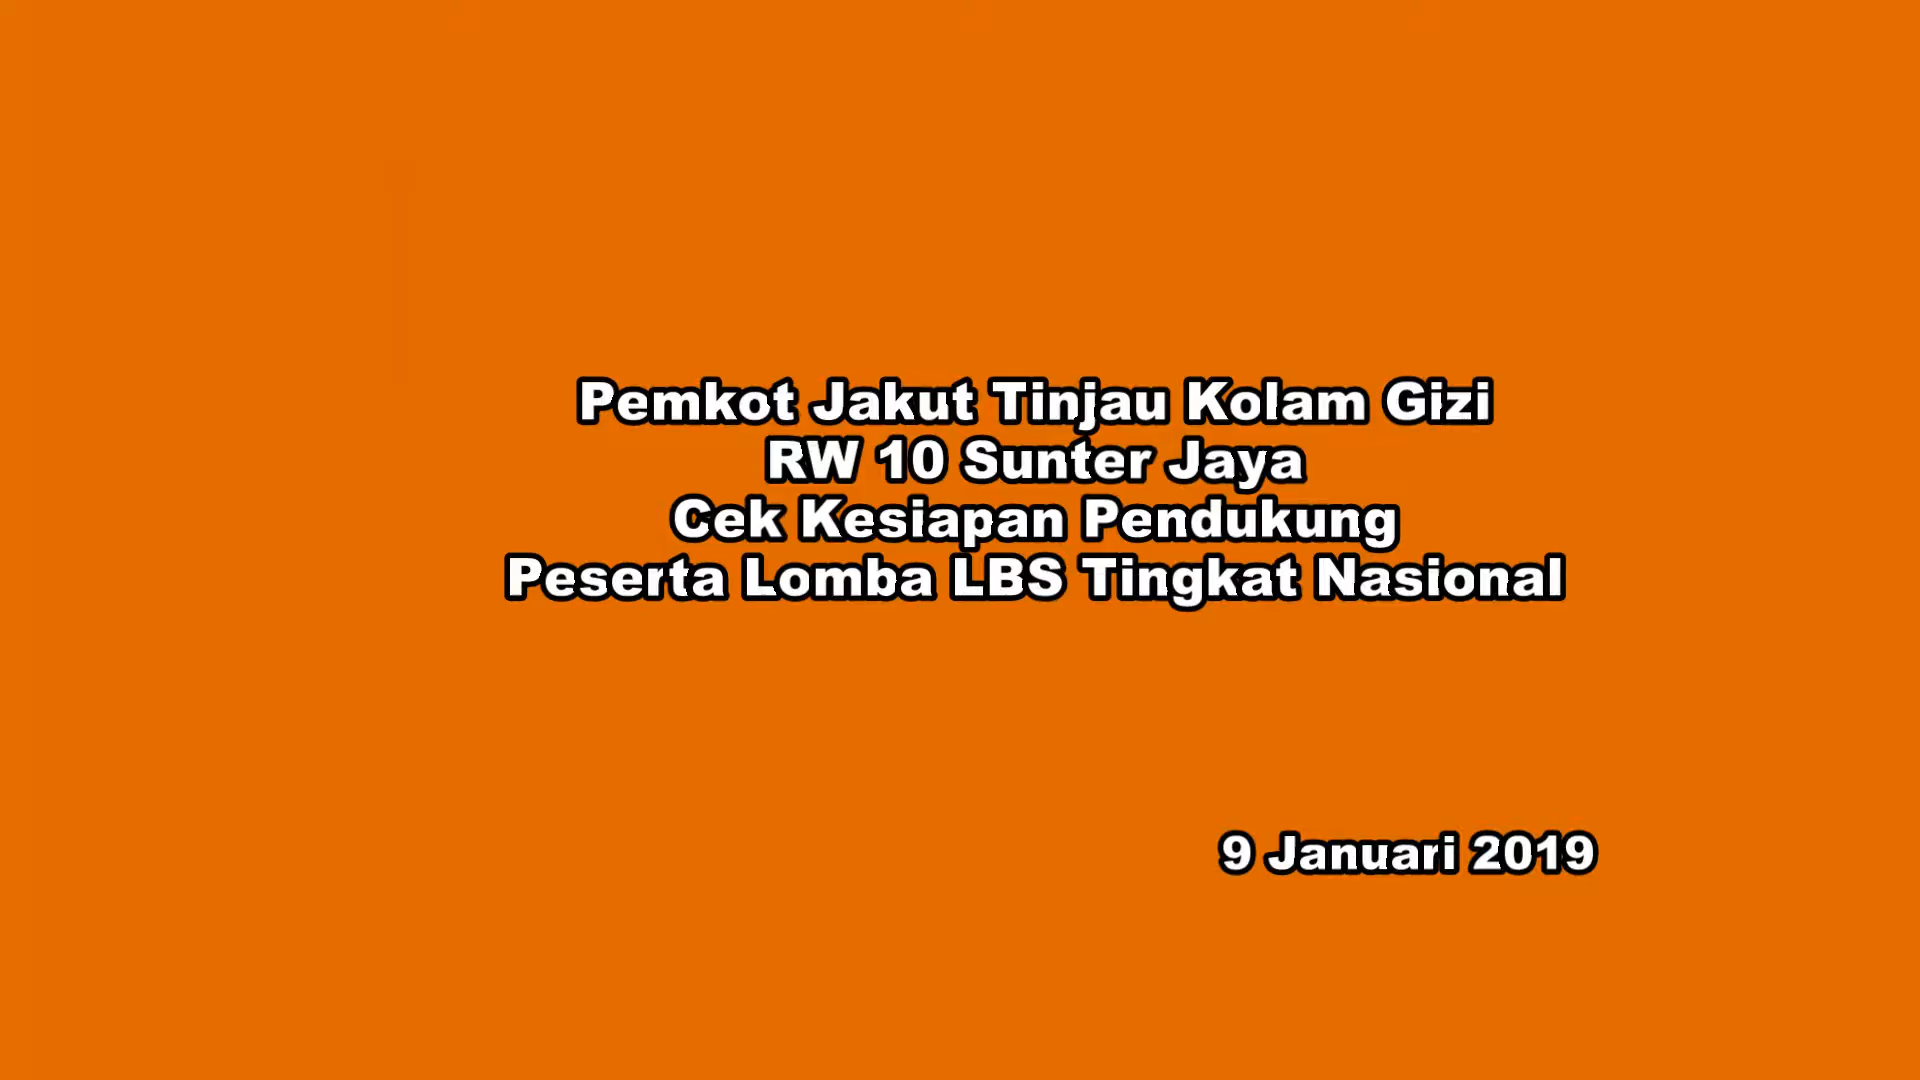 Pemkot Jakut Tinjau Kolam Gizi
RW 10 Sunter Jaya
Cek Kesiapan Pendukung
Peserta Lomba LBS Tingkat Nasional
9 Januari 2019